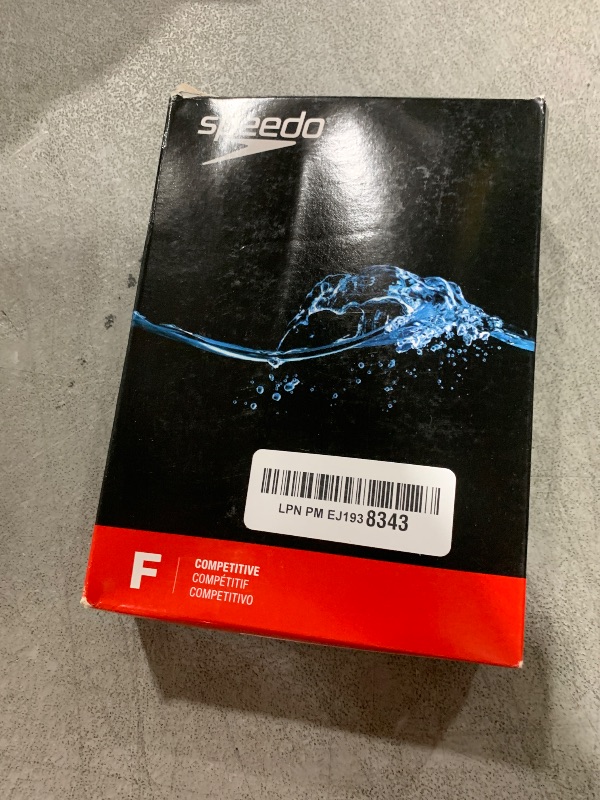 speedo
LPN PM EJ193 8343
F
COMPETITIVE
COMPÉTITIF
COMPETITIVO